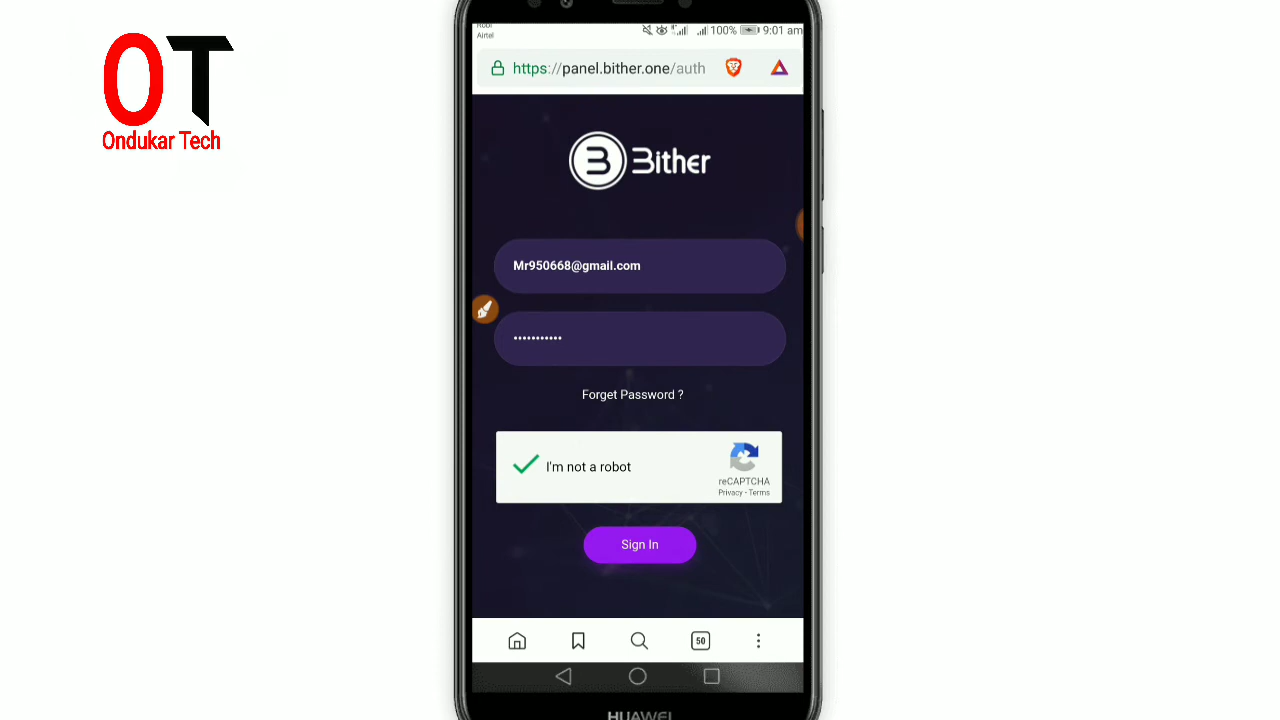 OT
Ondukar Tech
Airtel
100%
9:01 am
https://panel.bither.one/auth
Bither
Mr950668@gmail.com
•••••••••••
Forget Password ?
I'm not a robot
reCAPTCHA
Privacy - Terms
Sign In
50
HUAWEI